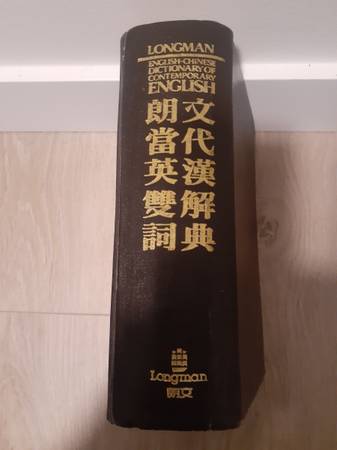 LONGMAN
ENGLISH-CHINESE
DICTIONARY OF
CONTEMPORARY
ENGLISH
朗文
當代
英漢
雙解
詞典
Longman
朗文